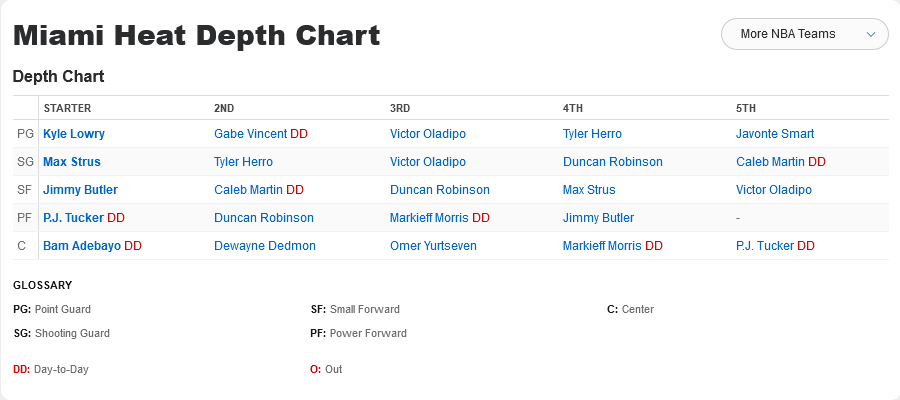 Miami Heat Depth Chart
More NBA Teams
Depth Chart
STARTER 2ND 3RD 4TH 5TH
PG Kyle Lowry Gabe Vincent DD Victor Oladipo Tyler Herro Javonte Smart
SG Max Strus Tyler Herro Victor Oladipo Duncan Robinson Caleb Martin DD
SF Jimmy Butler Caleb Martin DD Duncan Robinson Max Strus Victor Oladipo
PF P.J. Tucker DD Duncan Robinson Markieff Morris DD Jimmy Butler -
C Bam Adebayo DD Dewayne Dedmon Omer Yurtseven Markieff Morris DD P.J. Tucker DD
GLOSSARY
PG: Point Guard SF: Small Forward C: Center
SG: Shooting Guard PF: Power Forward
DD: Day-to-Day O: Out